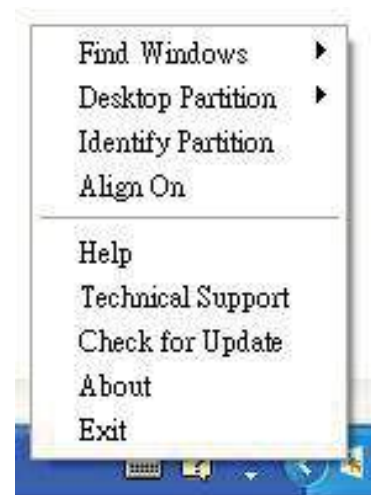 Find Windows
Desktop Partition
Identify Partition
Align On
Help
Technical Support
Check for Update
About
Exit